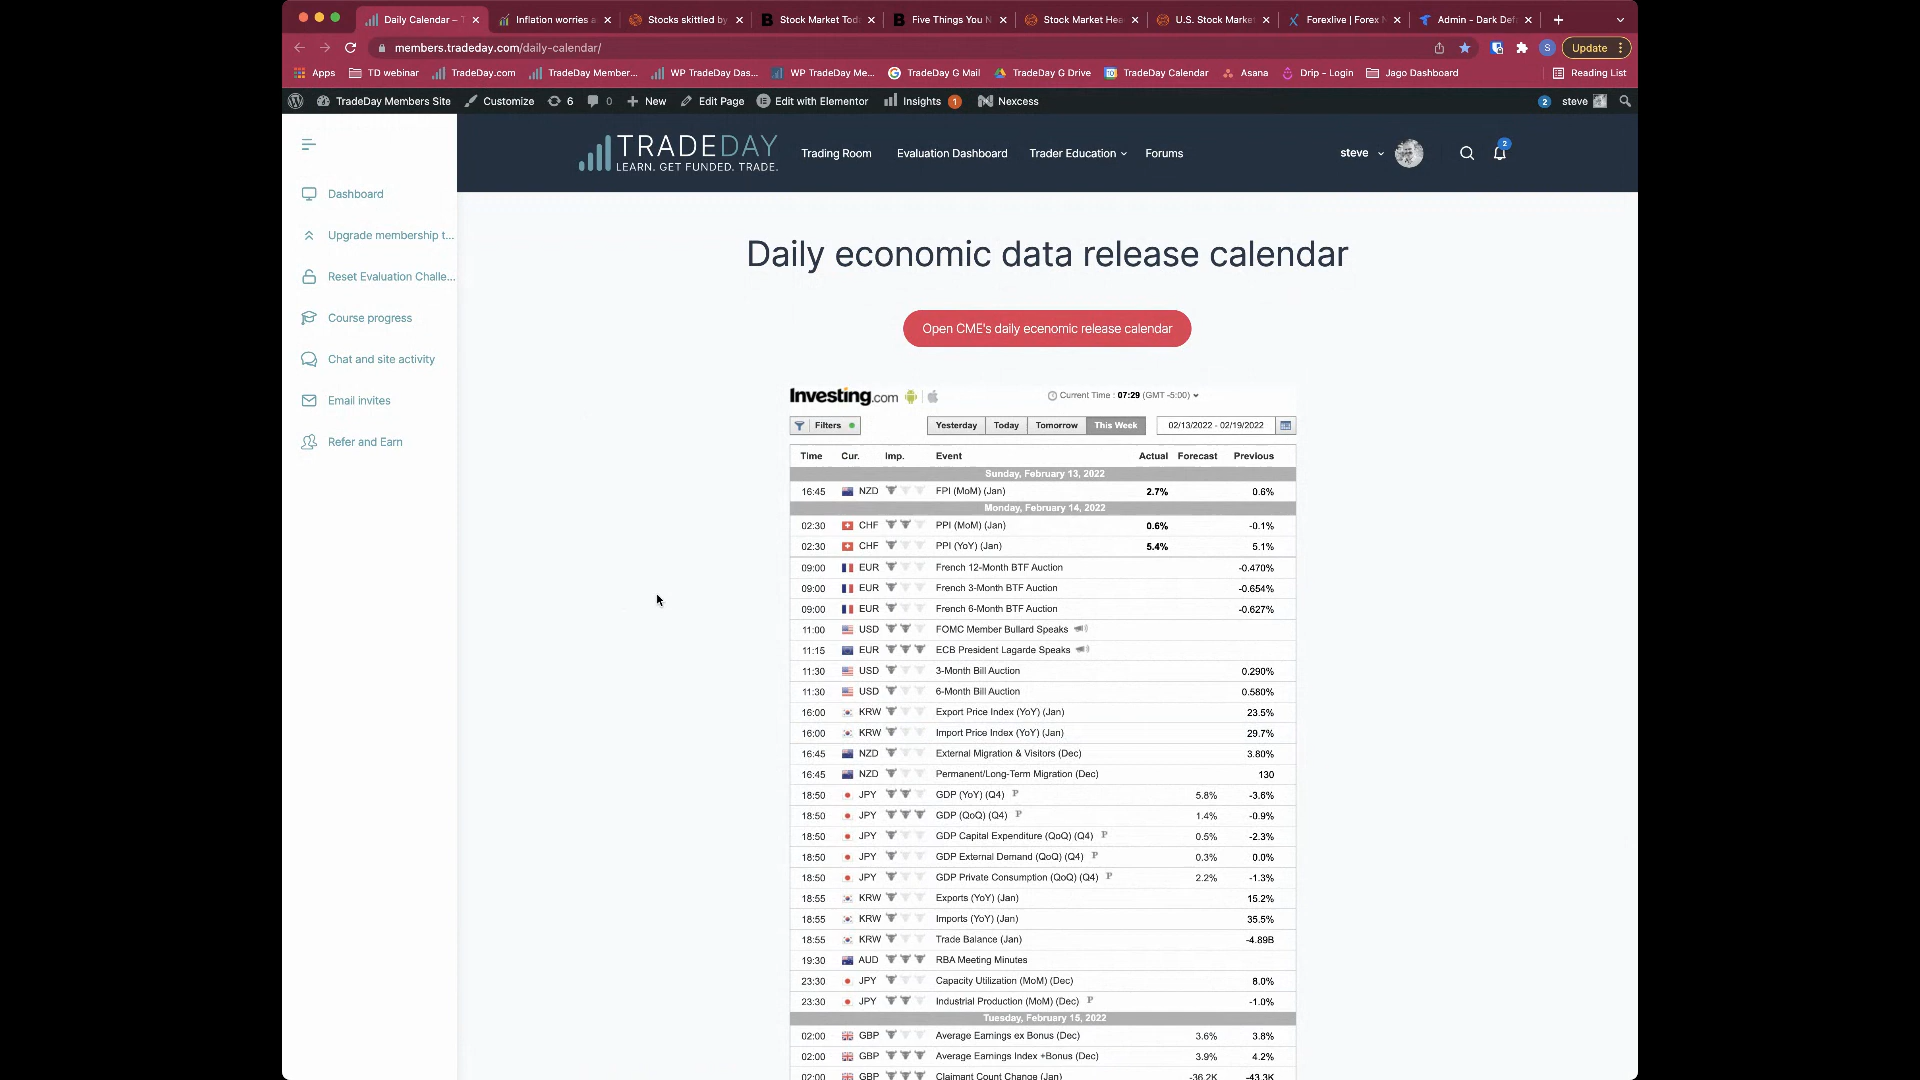 Daily Calendar – T
Inflation worries a
Stocks skittled by
Stock Market Toda
Five Things You N
Stock Market Hea
U.S. Stock Market
Forexlive | Forex N
Admin - Dark Def
members.tradeday.com/daily-calendar/
S
Update
Apps
TD webinar
TradeDay.com
TradeDay Member...
WP TradeDay Das...
WP TradeDay Me...
TradeDay G Mail
TradeDay G Drive
TradeDay Calendar
Asana
Drip – Login
Jago Dashboard
Reading List
TradeDay Members Site
Customize
6
0
New
Edit Page
Edit with Elementor
Insights 1
Nexcess
2
steve
TRADEDAY
LEARN. GET FUNDED. TRADE.
Trading Room
Evaluation Dashboard
Trader Education
Forums
steve
2
Dashboard
Upgrade membership t...
Reset Evaluation Challe...
Course progress
Chat and site activity
Email invites
Refer and Earn
Daily economic data release calendar
Open CME's daily ecenomic release calendar
Investing.com
Current Time : 07:29 (GMT -5:00)
Filters
Yesterday Today Tomorrow This Week
02/13/2022 - 02/19/2022
Time Cur. Imp. Event Actual Forecast Previous
Sunday, February 13, 2022
16:45 NZD FPI (MoM) (Jan) 2.7% 0.6%
Monday, February 14, 2022
02:30 CHF PPI (MoM) (Jan) 0.6% -0.1%
02:30 CHF PPI (YoY) (Jan) 5.4% 5.1%
09:00 EUR French 12-Month BTF Auction -0.470%
09:00 EUR French 3-Month BTF Auction -0.654%
09:00 EUR French 6-Month BTF Auction -0.627%
11:00 USD FOMC Member Bullard Speaks
11:15 EUR ECB President Lagarde Speaks
11:30 USD 3-Month Bill Auction 0.290%
11:30 USD 6-Month Bill Auction 0.580%
16:00 KRW Export Price Index (YoY) (Jan) 23.5%
16:00 KRW Import Price Index (YoY) (Jan) 29.7%
16:45 NZD External Migration & Visitors (Dec) 3.80%
16:45 NZD Permanent/Long-Term Migration (Dec) 130
18:50 JPY GDP (YoY) (Q4) P 5.8% -3.6%
18:50 JPY GDP (QoQ) (Q4) P 1.4% -0.9%
18:50 JPY GDP Capital Expenditure (QoQ) (Q4) P 0.5% -2.3%
18:50 JPY GDP External Demand (QoQ) (Q4) P 0.3% 0.0%
18:50 JPY GDP Private Consumption (QoQ) (Q4) P 2.2% -1.3%
18:55 KRW Exports (YoY) (Jan) 15.2%
18:55 KRW Imports (YoY) (Jan) 35.5%
18:55 KRW Trade Balance (Jan) -4.89B
19:30 AUD RBA Meeting Minutes
23:30 JPY Capacity Utilization (MoM) (Dec) 8.0%
23:30 JPY Industrial Production (MoM) (Dec) P -1.0%
Tuesday, February 15, 2022
02:00 GBP Average Earnings ex Bonus (Dec) 3.6% 3.8%
02:00 GBP Average Earnings Index +Bonus (Dec) 3.9% 4.2%
02:00 GBP Claimant Count Change (Jan) -36.2K -43.3K